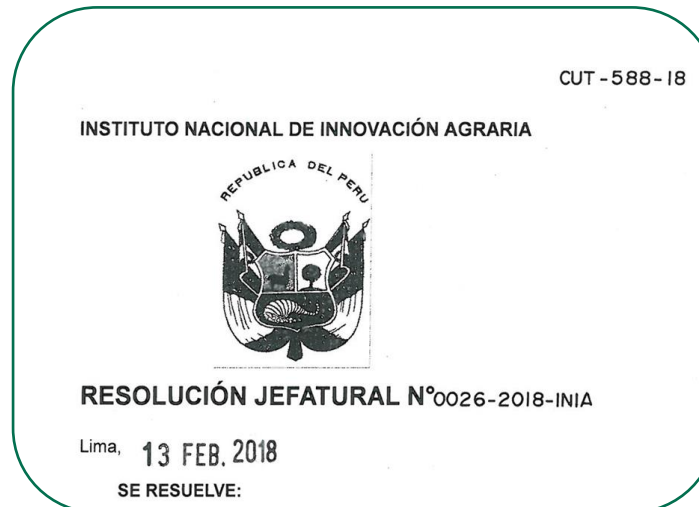 CUT-588-18
INSTITUTO NACIONAL DE INNOVACIÓN AGRARIA
REPUBLICA DEL PERU
RESOLUCIÓN JEFATURAL N°0026-2018-INIA
Lima, 13 FEB. 2018
SE RESUELVE: